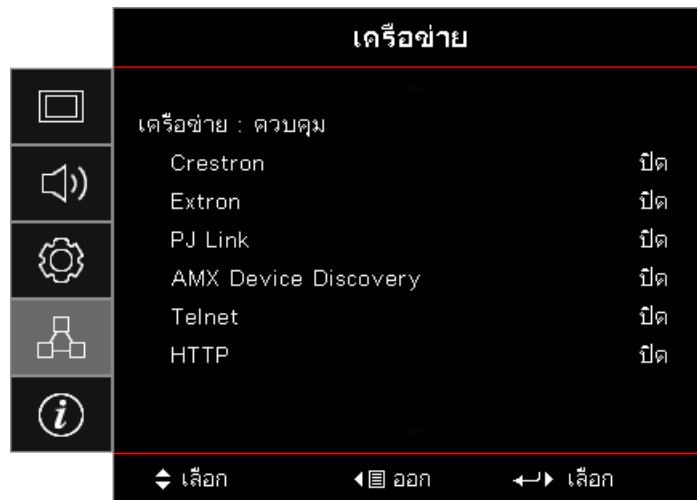 เครือข่าย
เครือข่าย : ควบคุม
Crestron ปิด
Extron ปิด
PJ Link ปิด
AMX Device Discovery ปิด
Telnet ปิด
HTTP ปิด
เลือก ออก เลือก